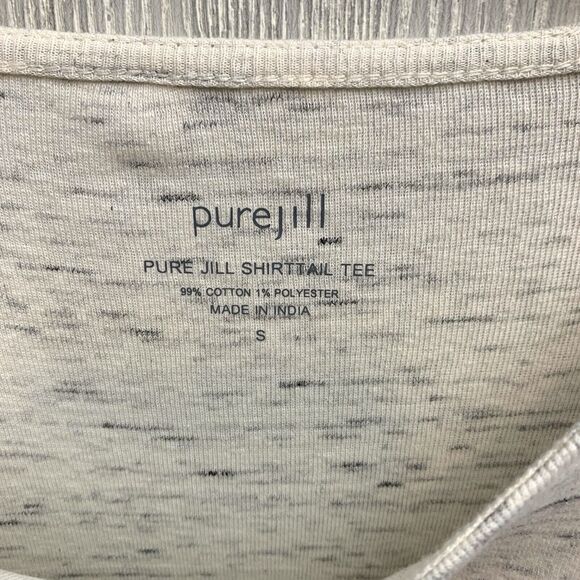 purejill
PURE JILL SHIRTTAIL TEE
99% COTTON 1% POLYESTER
MADE IN INDIA
S